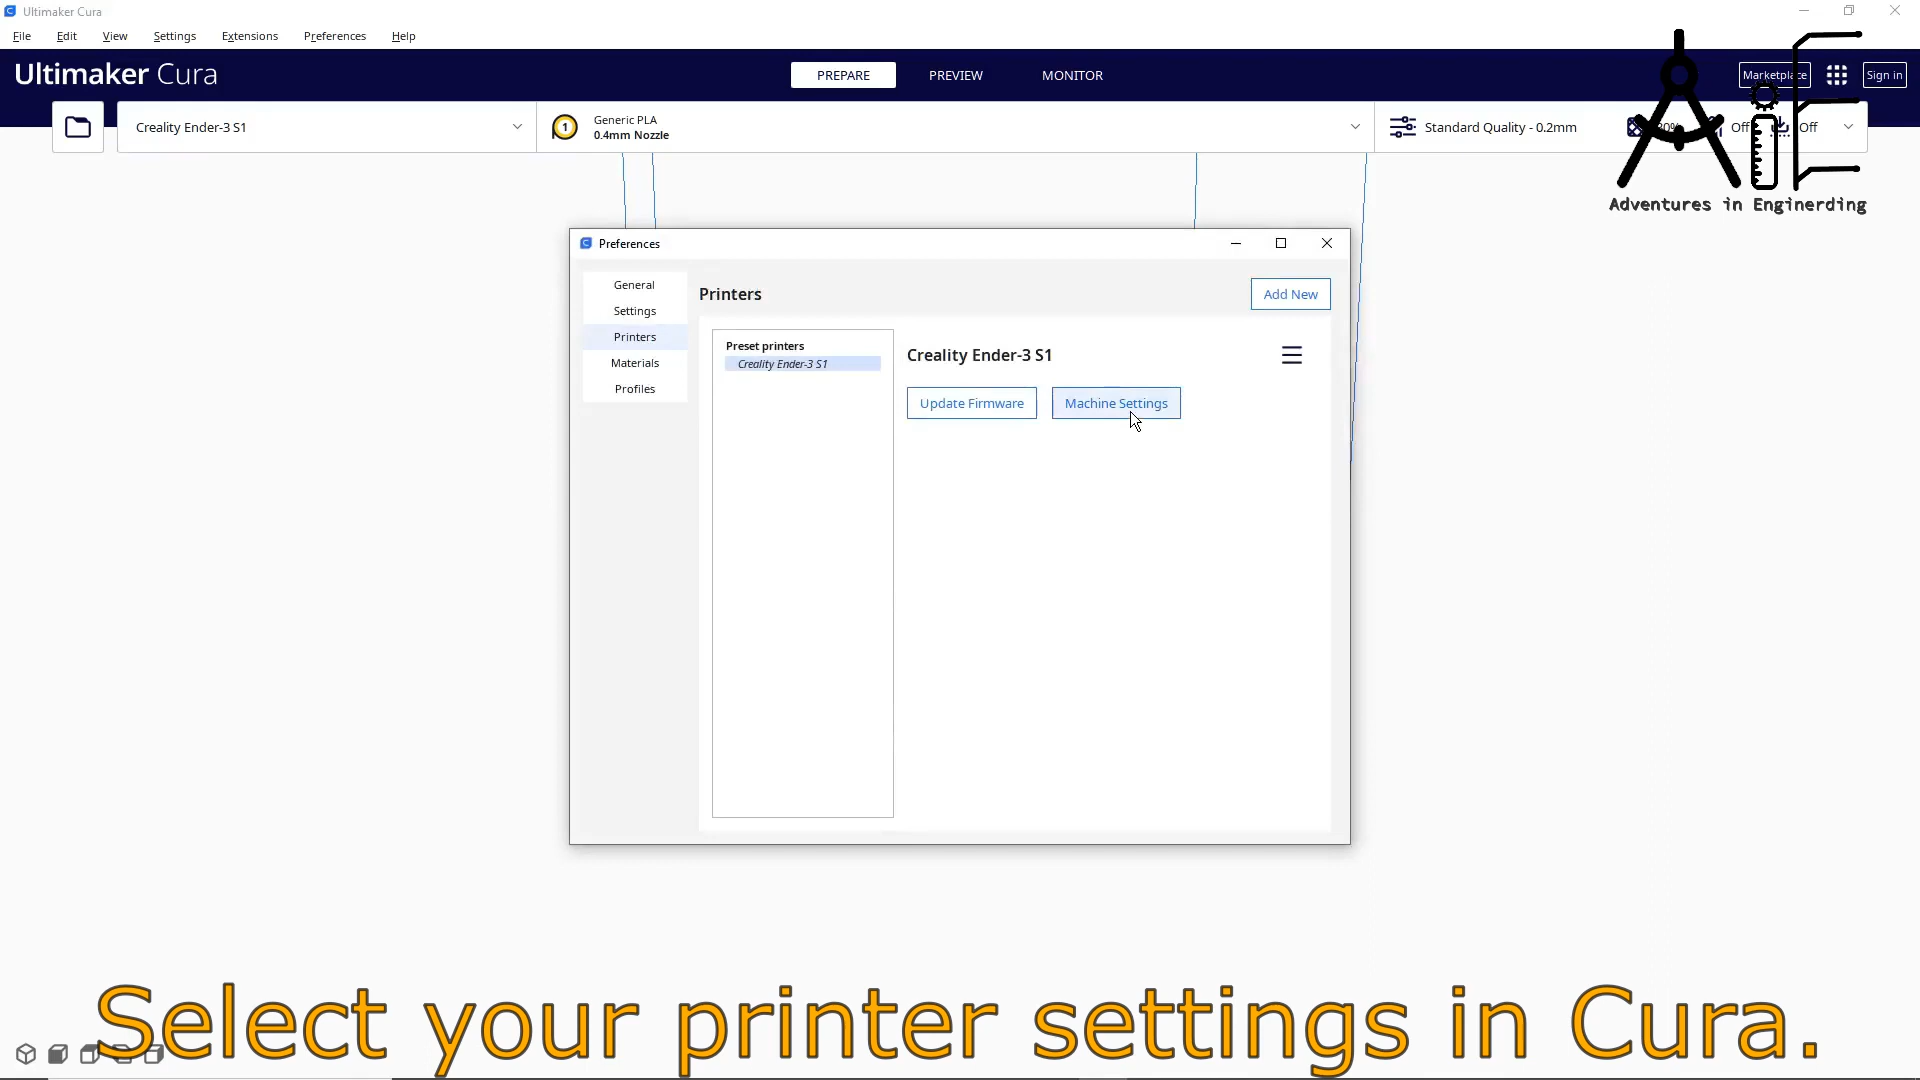 Ultimaker Cura
File Edit View Settings Extensions Preferences Help
Ultimaker Cura
PREPARE PREVIEW MONITOR
Marketplace
Sign in
Creality Ender-3 S1
1
Generic PLA
0.4mm Nozzle
Standard Quality - 0.2mm
Off
Off
AiE
Adventures in Enginerding
Preferences
General
Settings
Printers
Materials
Profiles
Printers
Add New
Preset printers
Creality Ender-3 S1
Creality Ender-3 S1
Update Firmware
Machine Settings
Select your printer settings in Cura.